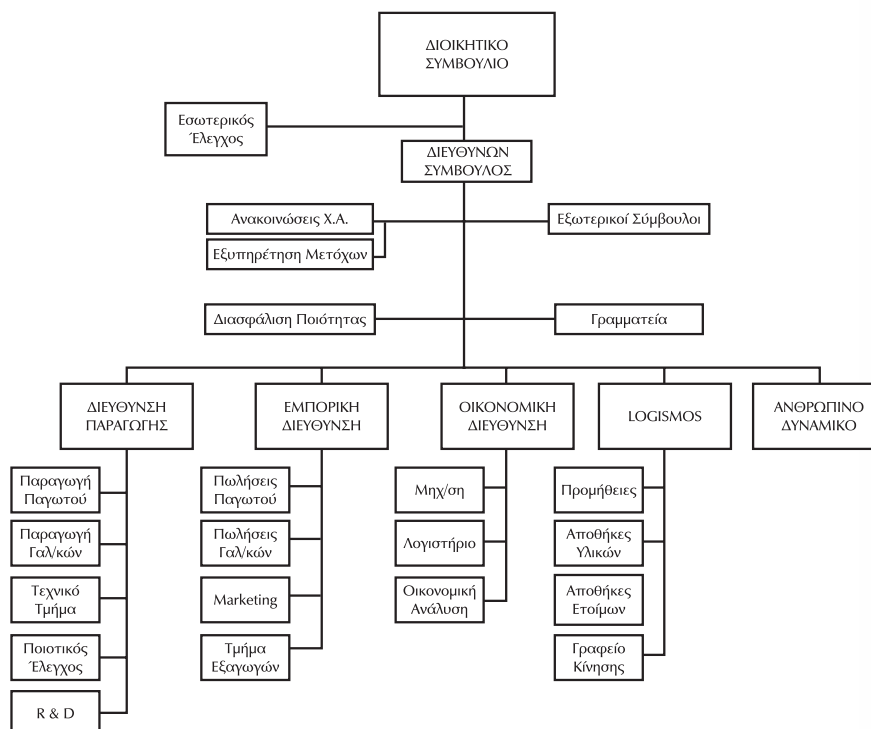 ΔΙΟΙΚΗΤΙΚΟ
ΣΥΜΒΟΥΛΙΟ
Εσωτερικός
Έλεγχος
ΔΙΕΥΘΥΝΩΝ
ΣΥΜΒΟΥΛΟΣ
Ανακοινώσεις Χ.Α.
Εξωτερικοί Σύμβουλοι
Εξυπηρέτηση Μετόχων
Διασφάλιση Ποιότητας
Γραμματεία
ΔΙΕΥΘΥΝΣΗ
ΠΑΡΑΓΩΓΗΣ
ΕΜΠΟΡΙΚΗ
ΔΙΕΥΘΥΝΣΗ
ΟΙΚΟΝΟΜΙΚΗ
ΔΙΕΥΘΥΝΣΗ
LOGISMOS
ΑΝΘΡΩΠΙΝΟ
ΔΥΝΑΜΙΚΟ
Παραγωγή
Παγωτού
Παραγωγή
Γαλ/κών
Τεχνικό
Τμήμα
Ποιοτικός
Έλεγχος
R & D
Πωλήσεις
Παγωτού
Πωλήσεις
Γαλ/κών
Marketing
Τμήμα
Εξαγωγών
Μηχ/ση
Λογιστήριο
Οικονομική
Ανάλυση
Προμήθειες
Αποθήκες
Υλικών
Αποθήκες
Ετοίμων
Γραφείο
Κίνησης